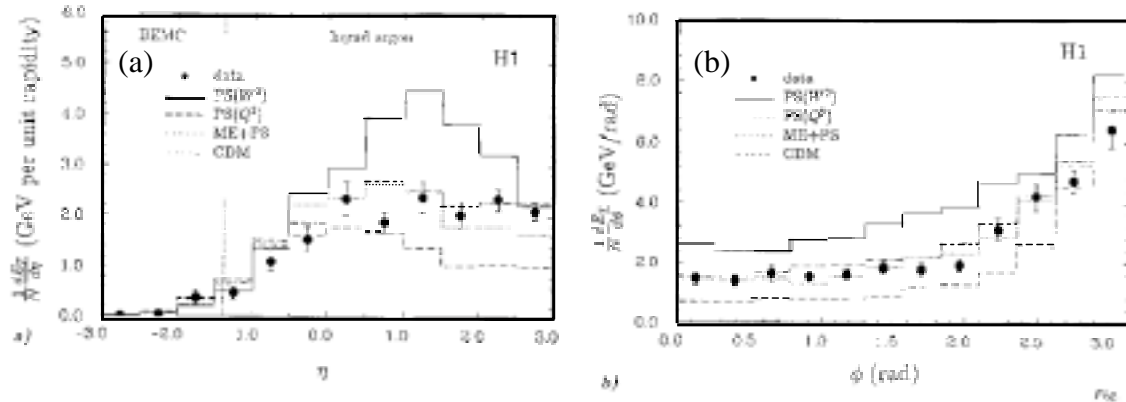 (a)
H1
data
PS(W²)
PS(Q²)
ME+PS
CDM
6.0
5.0
4.0
3.0
2.0
1.0
0.0
-3.0 -2.0 -1.0 0.0 1.0 2.0 3.0
(GeV per unit rapidity)
η
a)
BEMC liquid argon
(b)
H1
data
PS(W²)
PS(Q²)
ME+PS
CDM
10.0
8.0
6.0
4.0
2.0
0.0
0.0 0.5 1.0 1.5 2.0 2.5 3.0
(GeV/rad)
φ (rad)
b)